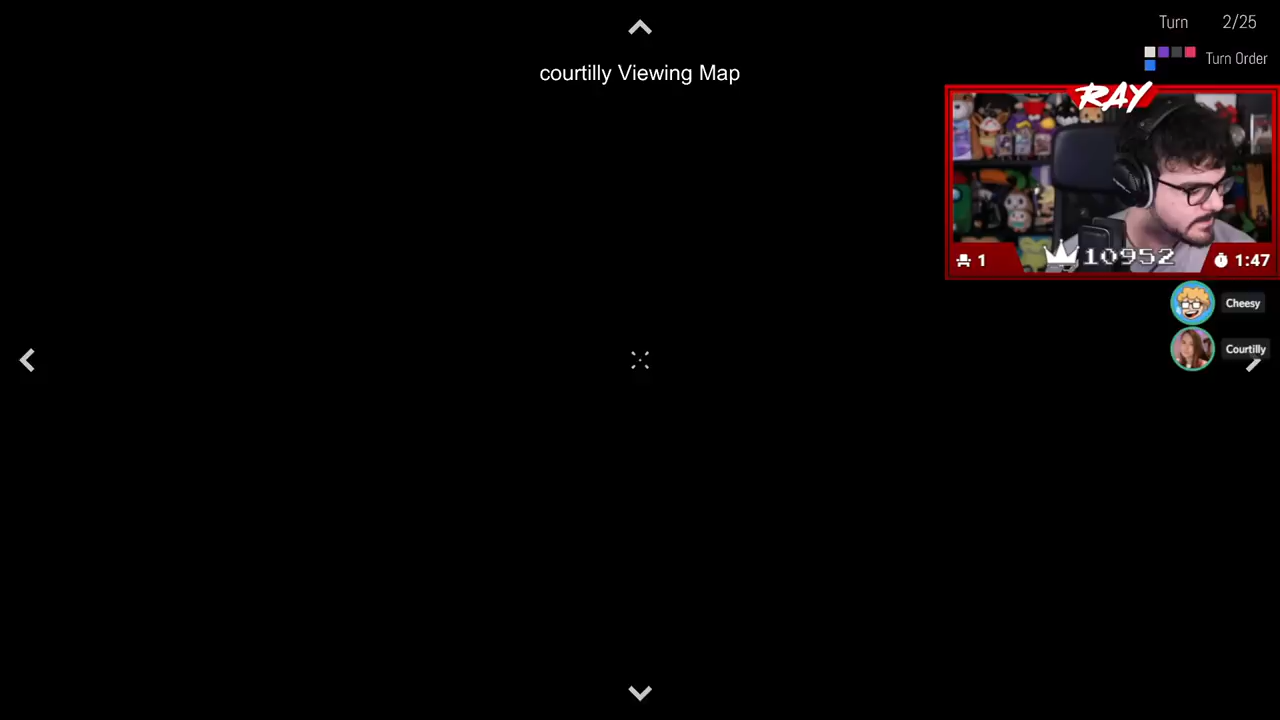 Turn 2/25
Turn Order
courtilly Viewing Map
RAY
1
10952
1:47
Cheesy
Courtilly